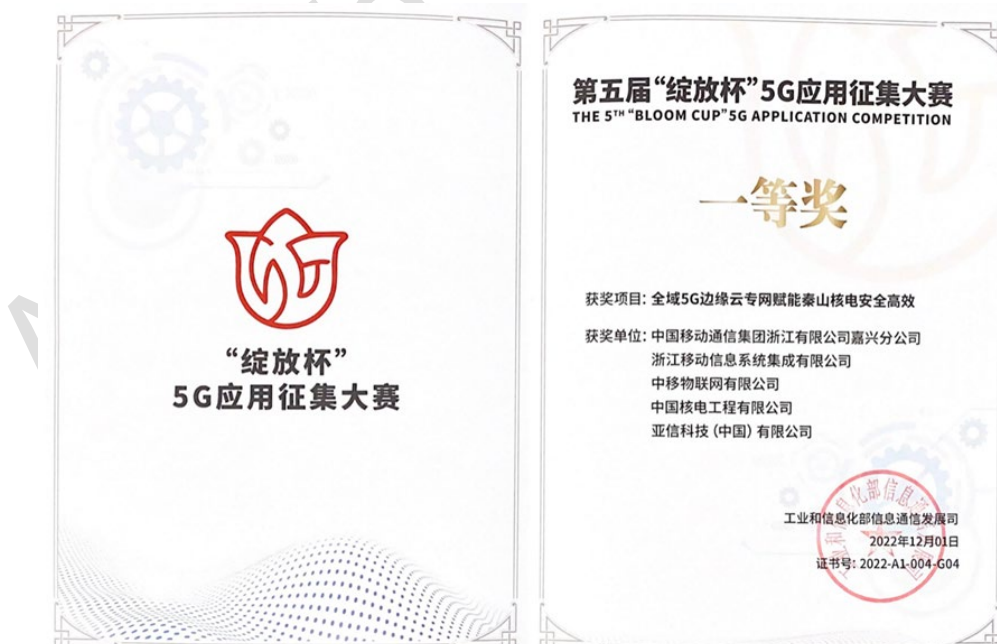 “绽放杯”
5G应用征集大赛
第五届“绽放杯”5G应用征集大赛
THE 5TH “BLOOM CUP”5G APPLICATION COMPETITION
一等奖
获奖项目: 全域5G边缘云专网赋能秦山核电安全高效
获奖单位: 中国移动通信集团浙江有限公司嘉兴分公司
浙江移动信息系统集成有限公司
中移物联网有限公司
中国核电工程有限公司
亚信科技 (中国) 有限公司
工业和信息化部信息通信发展司
2022年12月01日
证书号: 2022-A1-004-G04